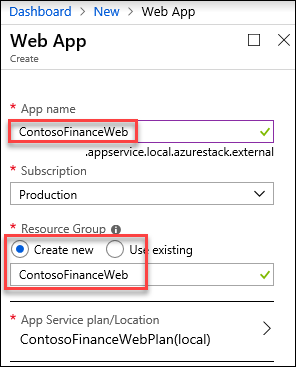 Dashboard > New > Web App
Web App
Create
* App name
ContosoFinanceWeb
.appservice.local.azurestack.external
* Subscription
Production
* Resource Group
Create new Use existing
ContosoFinanceWeb
* App Service plan/Location
ContosoFinanceWebPlan(local)